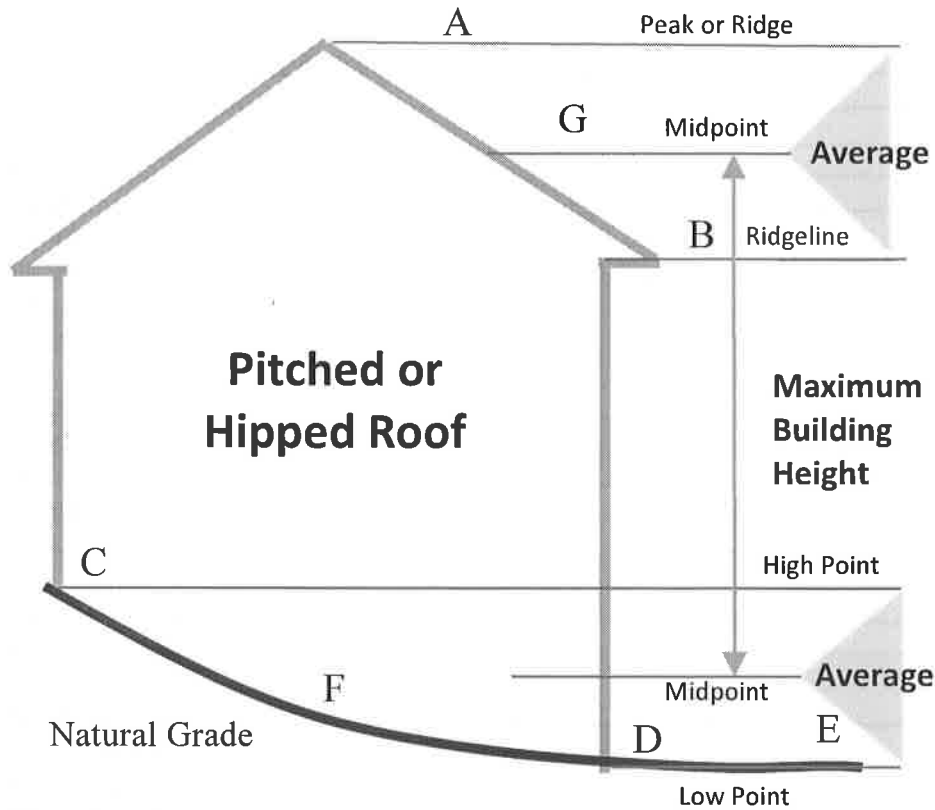 A
Peak or Ridge
G
Midpoint
Average
B
Ridgeline
Pitched or
Hipped Roof
Maximum
Building
Height
C
High Point
F
Midpoint
Average
Natural Grade
D
E
Low Point